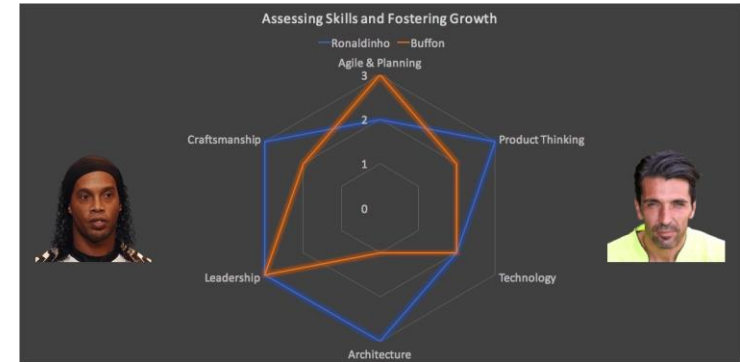 Assessing Skills and Fostering Growth
Ronaldinho Buffon
Agile & Planning
3
Craftsmanship
2
Product Thinking
1
0
Leadership
Technology
Architecture